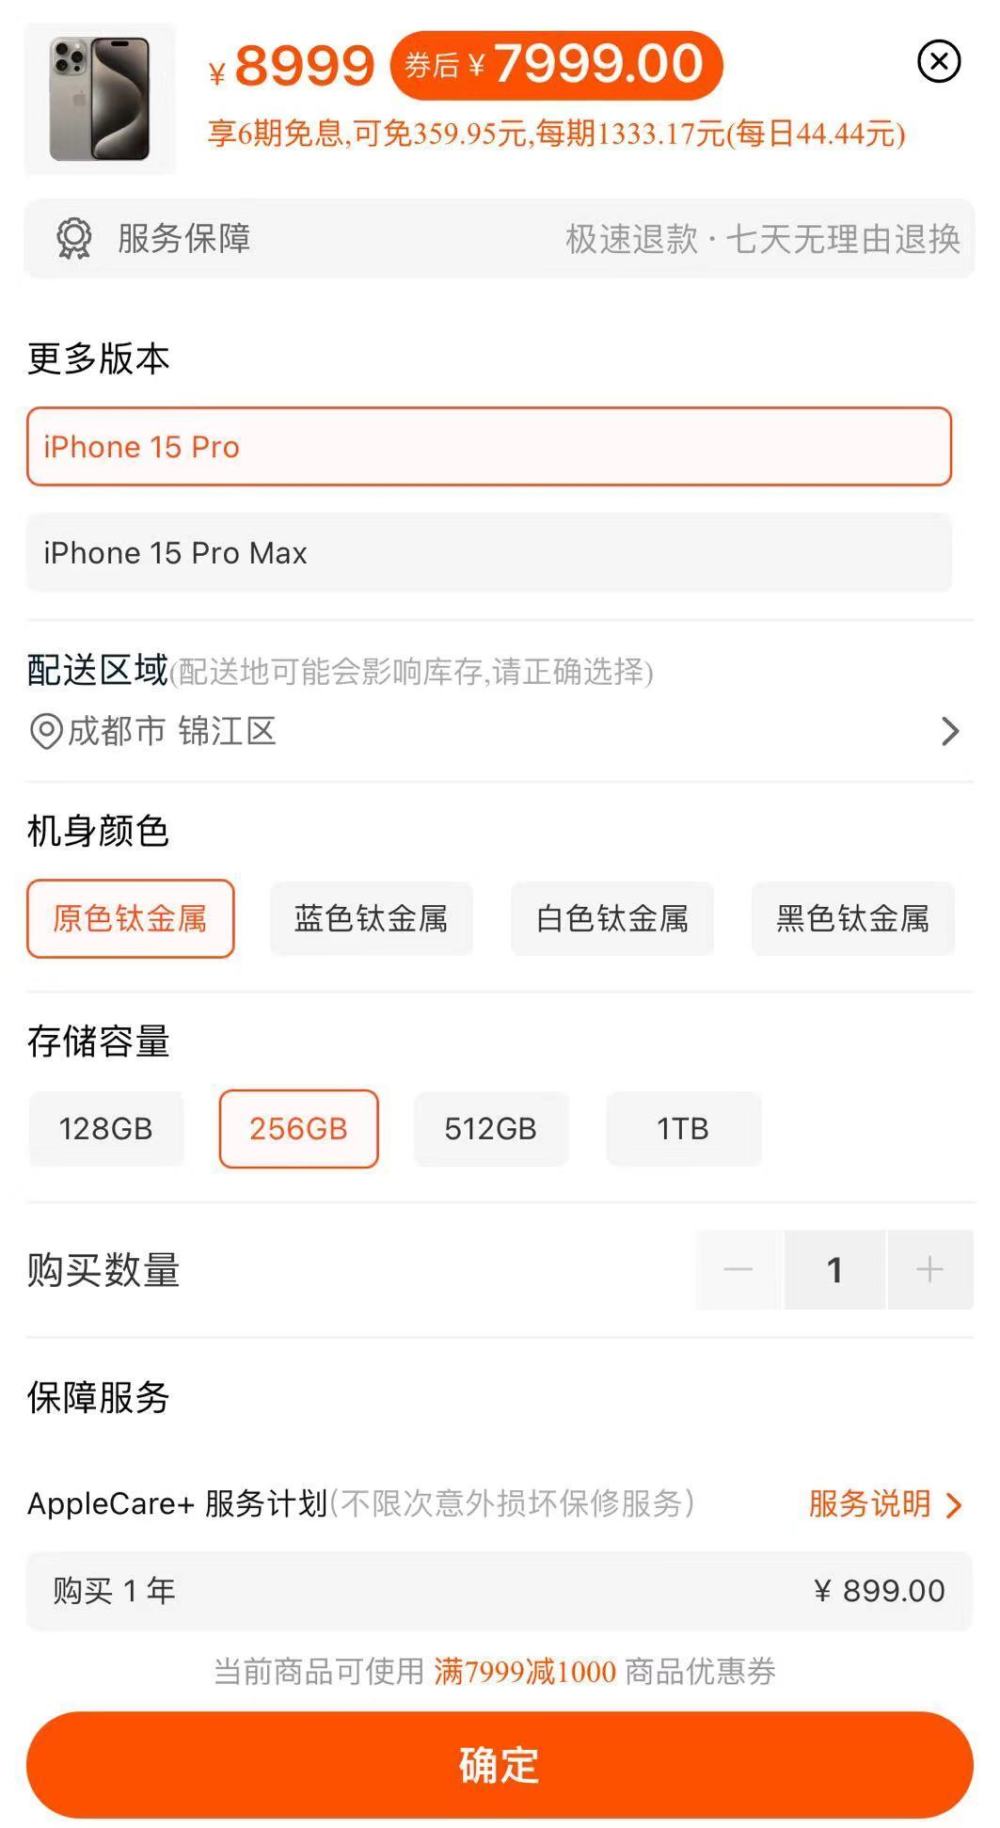 ¥8999 券后¥7999.00
享6期免息,可免359.95元,每期1333.17元(每日44.44元)
服务保障 极速退款·七天无理由退换
更多版本
iPhone 15 Pro
iPhone 15 Pro Max
配送区域(配送地可能会影响库存,请正确选择)
成都市 锦江区
机身颜色
原色钛金属 蓝色钛金属 白色钛金属 黑色钛金属
存储容量
128GB 256GB 512GB 1TB
购买数量 1
保障服务
AppleCare+ 服务计划(不限次意外损坏保修服务) 服务说明
购买 1 年 ¥ 899.00
当前商品可使用 满7999减1000 商品优惠券
确定